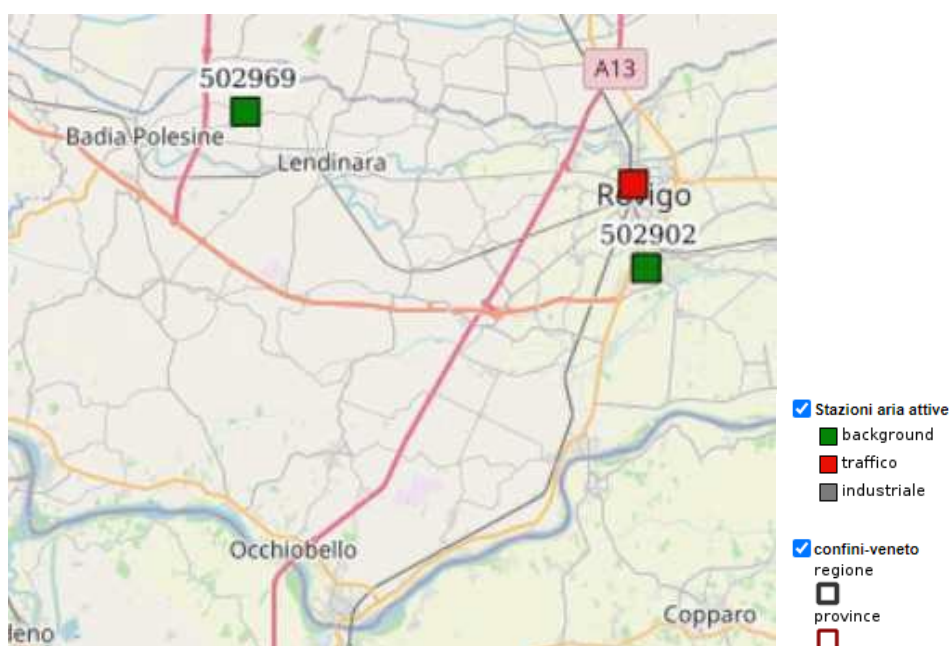 502969
A13
Badia Polesine
Lendinara
Rovigo
502902
Occhiobello
Copparo
leno
Stazioni aria attive
background
traffico
industriale
confini-veneto
regione
province